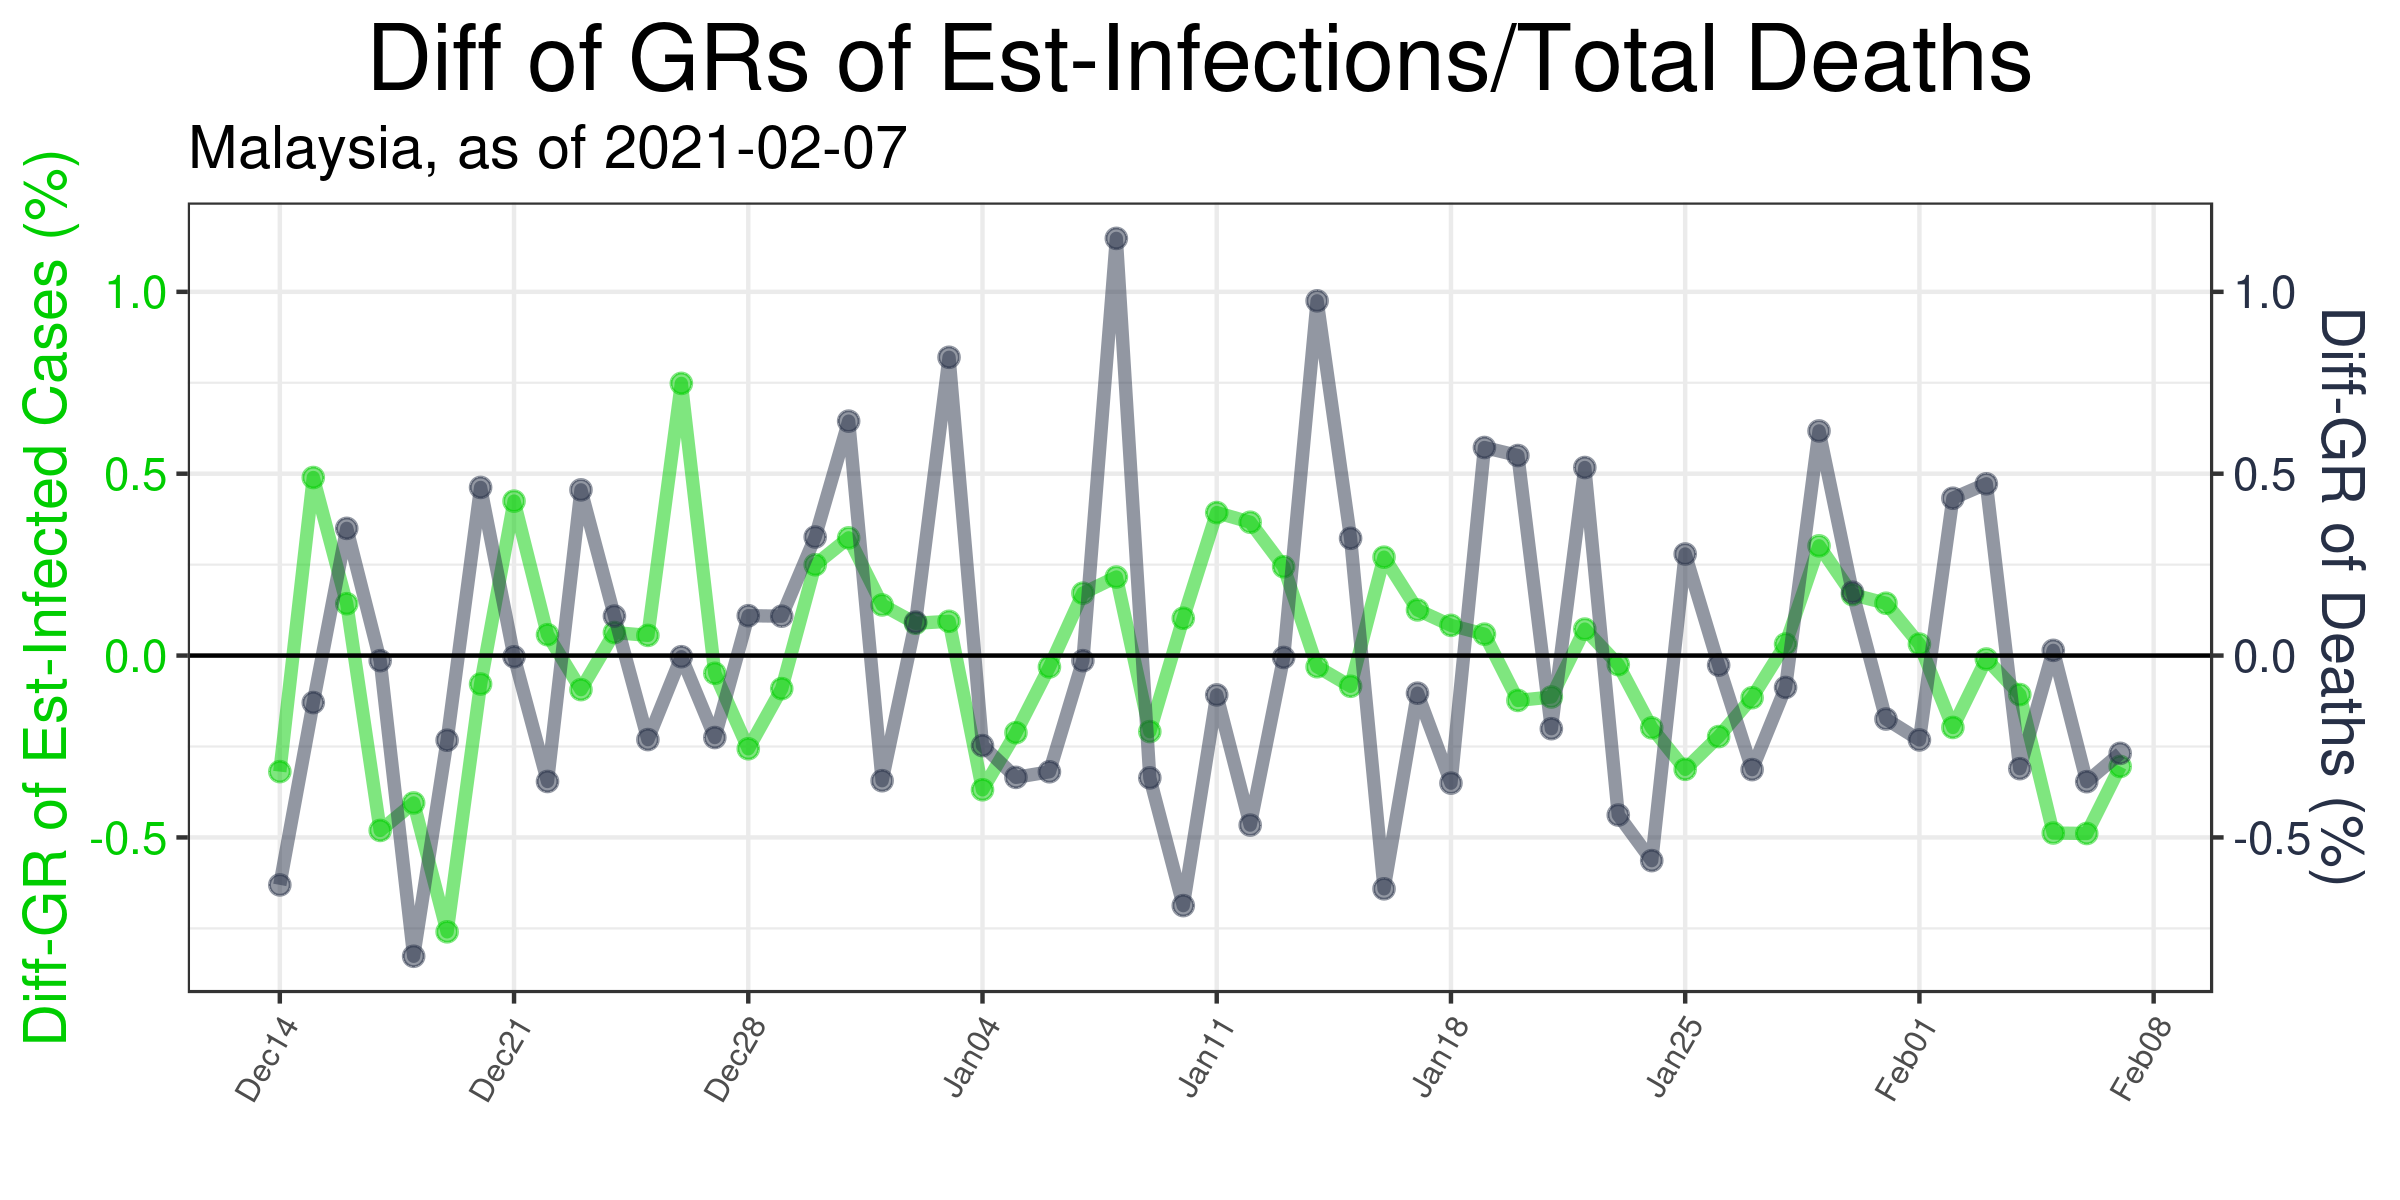 Diff of GRs of Est-Infections/Total Deaths
Malaysia, as of 2021-02-07
Diff-GR of Est-Infected Cases (%)
1.0
0.5
0.0
-0.5
1.0
0.5
0.0
-0.5
Diff-GR of Deaths (%)
Dec14
Dec21
Dec28
Jan04
Jan11
Jan18
Jan25
Feb01
Feb08